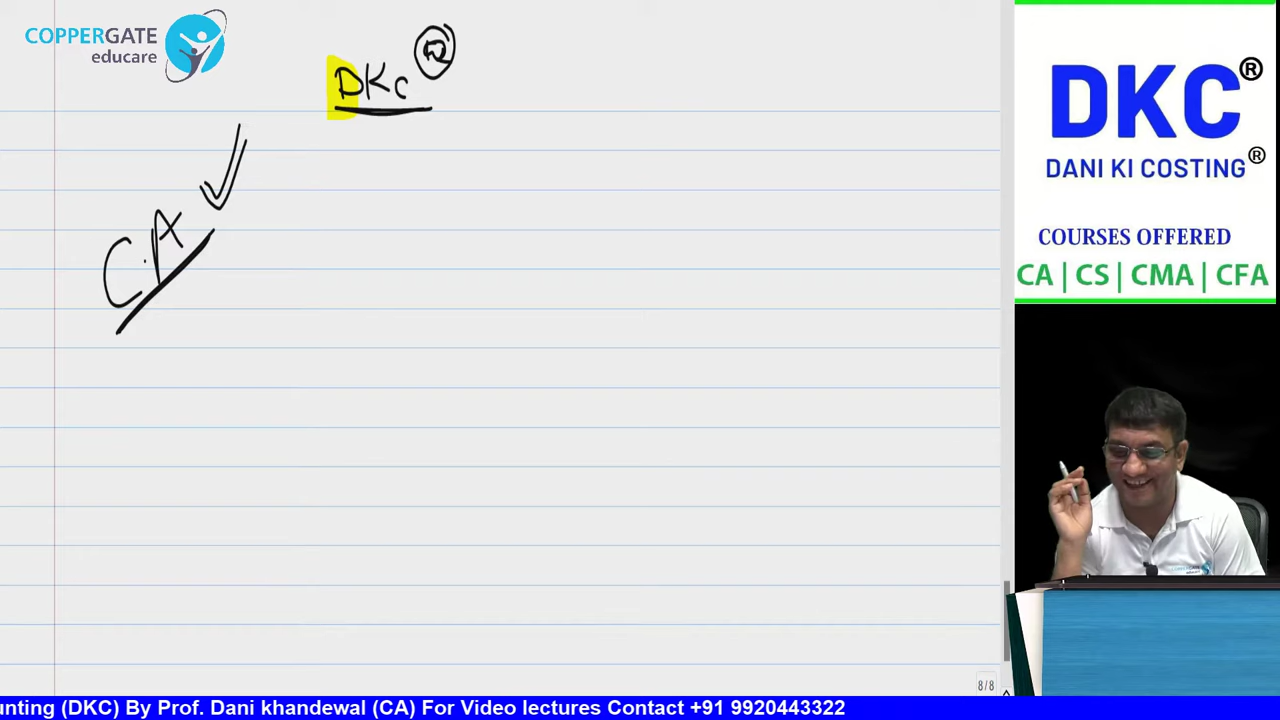 COPPERGATE
educare
DKC ®
C.A
DKC®
DANI KI COSTING®
COURSES OFFERED
CA | CS | CMA | CFA
8/8
unting (DKC) By Prof. Dani khandewal (CA) For Video lectures Contact +91 9920443322